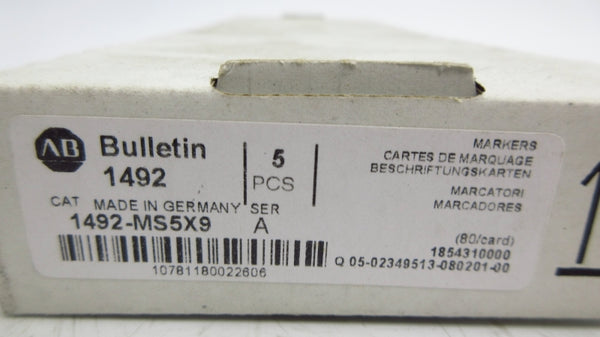 AB Bulletin
1492
5
PCS
MARKERS
CARTES DE MARQUAGE
BESCHRIFTUNGSKARTEN
MARCATORI
MARCADORES
CAT MADE IN GERMANY SER
1492-MS5X9 A
(80/card)
1854310000
10781180022606
Q 05-02349513-080201-00